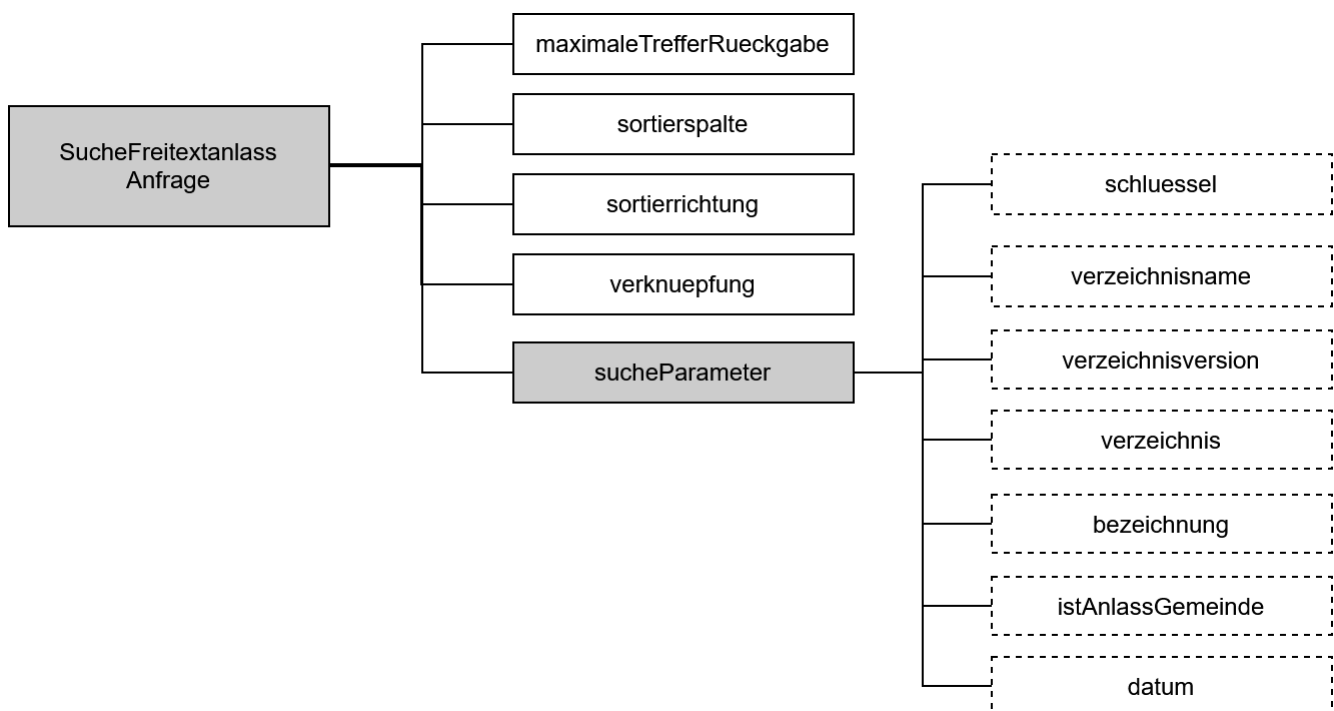 SucheFreitextanlass
Anfrage
maximaleTrefferRueckgabe
sortierspalte
sortierrichtung
verknuepfung
sucheParameter
schluessel
verzeichnisname
verzeichnisversion
verzeichnis
bezeichnung
istAnlassGemeinde
datum